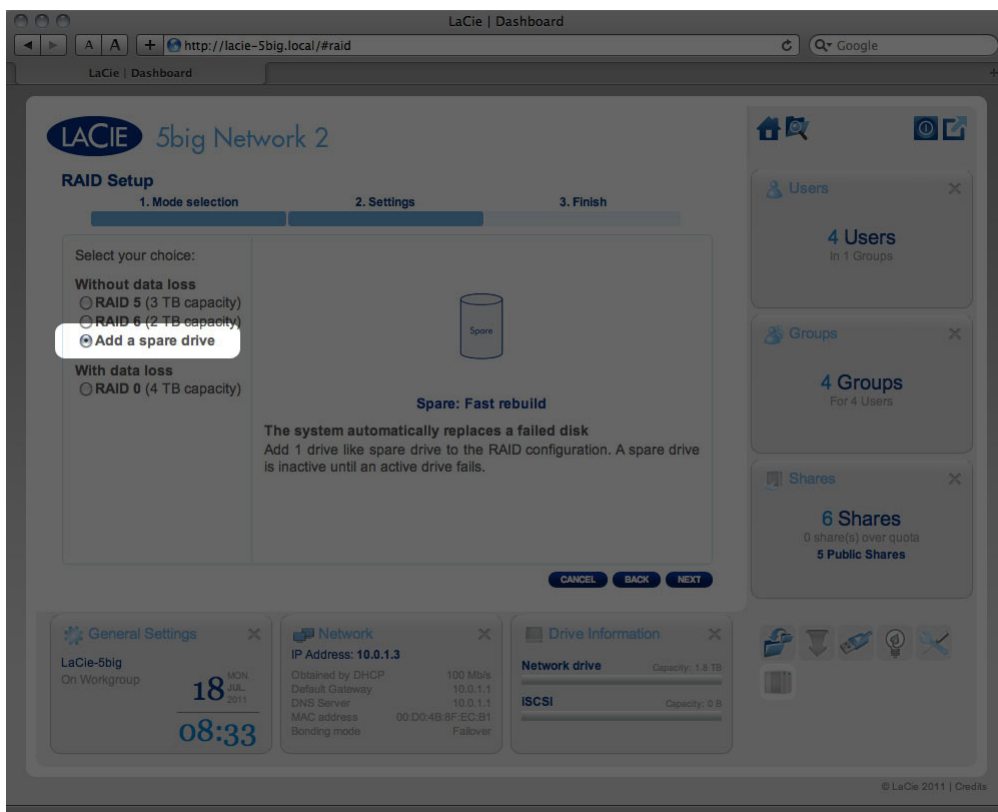 LaCie | Dashboard
A A + http://lacie-5big.local/#raid Google
LaCie | Dashboard +
LACIE 5big Network 2
RAID Setup
1. Mode selection 2. Settings 3. Finish
Select your choice:
Without data loss
RAID 5 (3 TB capacity)
RAID 6 (2 TB capacity)
Add a spare drive
With data loss
RAID 0 (4 TB capacity)
Spare
Spare: Fast rebuild
The system automatically replaces a failed disk
Add 1 drive like spare drive to the RAID configuration. A spare drive
is inactive until an active drive fails.
CANCEL BACK NEXT
Users
4 Users
In 1 Groups
Groups
4 Groups
For 4 Users
Shares
6 Shares
0 share(s) over quota
5 Public Shares
General Settings
LaCie-5big
On Workgroup
18 MON. JUL. 2011
08:33
Network
IP Address: 10.0.1.3
Obtained by DHCP 100 Mb/s
Default Gateway 10.0.1.1
DNS Server 10.0.1.1
MAC address 00:D0:4B:8F:EC:B1
Bonding mode Failover
Drive Information
Network drive Capacity: 1.8 TB
ISCSI Capacity: 0 B
© LaCie 2011 | Credits